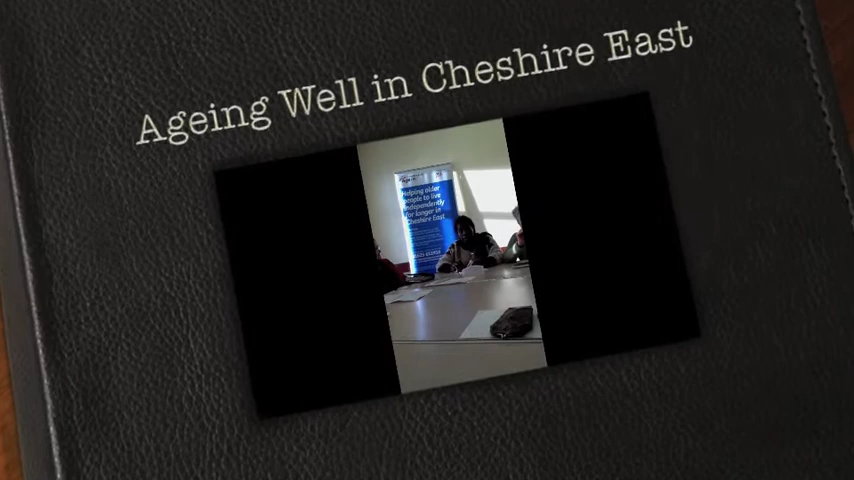 Ageing Well in Cheshire East
Helping older
people to live
independently
for longer in
Cheshire East